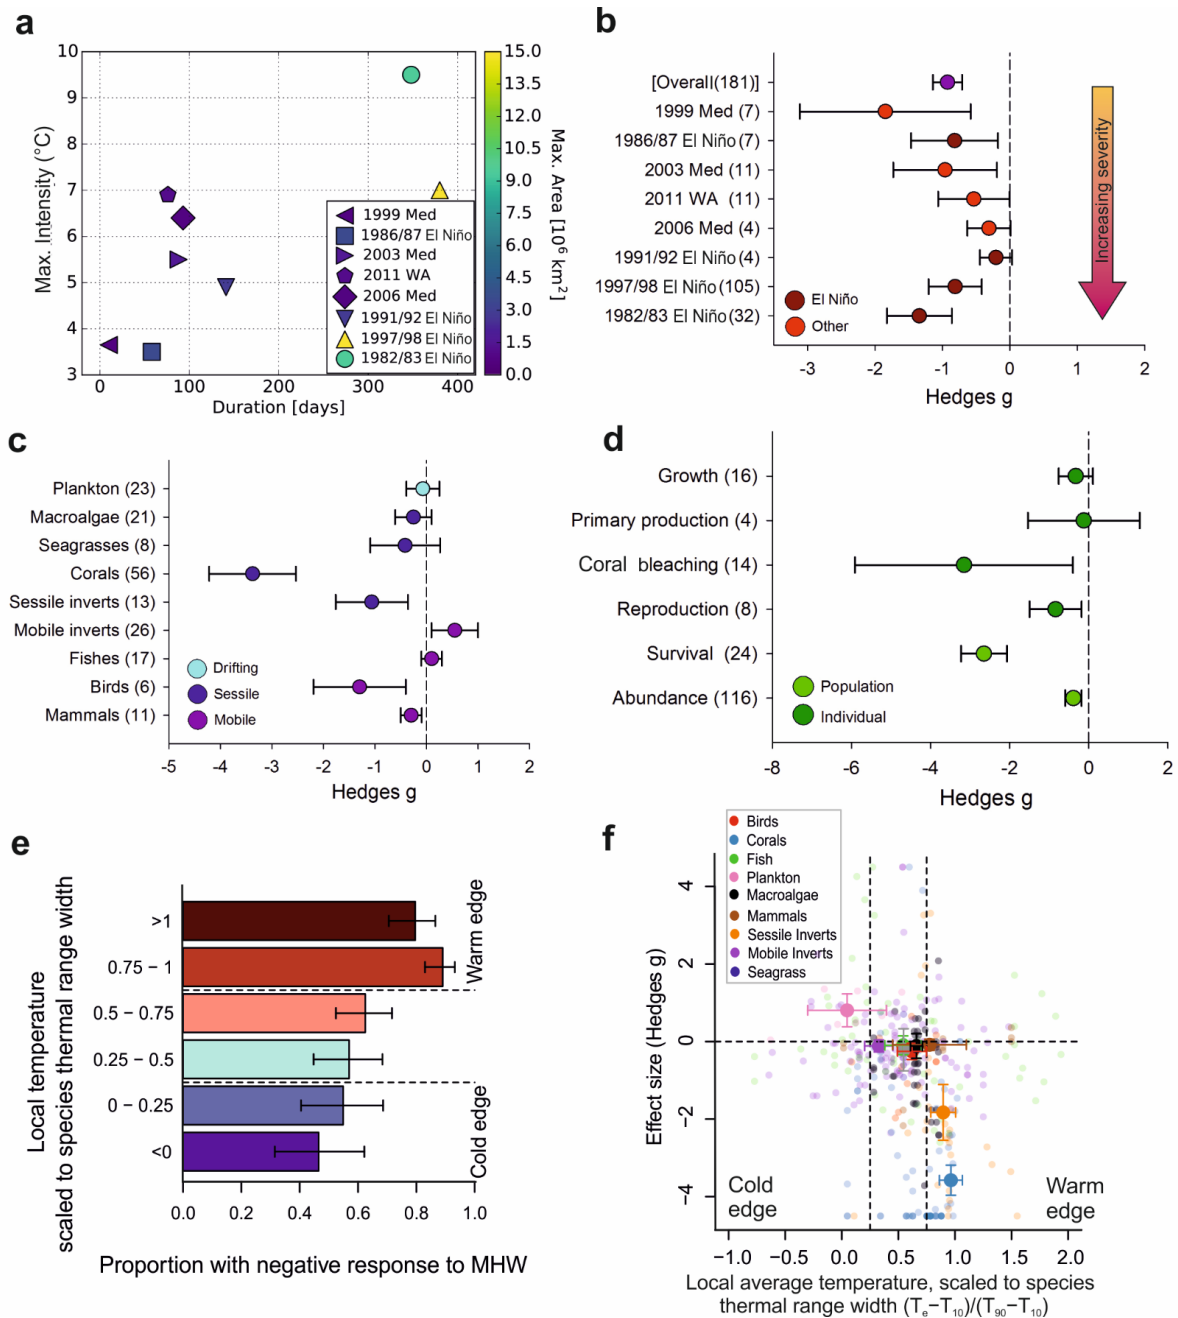 a
10
9
8
7
6
5
4
3
Max. Intensity (°C)
0
100
200
300
400
Duration [days]
1999 Med
1986/87 El Niño
2003 Med
2011 WA
2006 Med
1991/92 El Niño
1997/98 El Niño
1982/83 El Niño
15.0
13.5
12.0
10.5
9.0
7.5
6.0
4.5
3.0
1.5
0.0
Max. Area [10⁶ km²]
b
[Overall(181)]
1999 Med (7)
1986/87 El Niño (7)
2003 Med (11)
2011 WA (11)
2006 Med (4)
1991/92 El Niño (4)
1997/98 El Niño (105)
1982/83 El Niño (32)
El Niño
Other
Increasing severity
-3
-2
-1
0
1
2
Hedges g
c
Plankton (23)
Macroalgae (21)
Seagrasses (8)
Corals (56)
Sessile inverts (13)
Mobile inverts (26)
Fishes (17)
Birds (6)
Mammals (11)
Drifting
Sessile
Mobile
-5
-4
-3
-2
-1
0
1
2
Hedges g
d
Growth (16)
Primary production (4)
Coral bleaching (14)
Reproduction (8)
Survival (24)
Abundance (116)
Population
Individual
-8
-6
-4
-2
0
2
Hedges g
e
Local temperature
scaled to species thermal range width
>1
0.75 – 1
0.5 – 0.75
0.25 – 0.5
0 – 0.25
<0
Warm edge
Cold edge
0.0
0.2
0.4
0.6
0.8
1.0
Proportion with negative response to MHW
f
Birds
Corals
Fish
Plankton
Macroalgae
Mammals
Sessile Inverts
Mobile Inverts
Seagrass
Effect size (Hedges g)
4
2
0
−2
−4
Cold
edge
Warm
edge
−1.0
−0.5
0.0
0.5
1.0
1.5
2.0
Local average temperature, scaled to species
thermal range width (Tₑ−T₁₀)/(T₉₀−T₁₀)